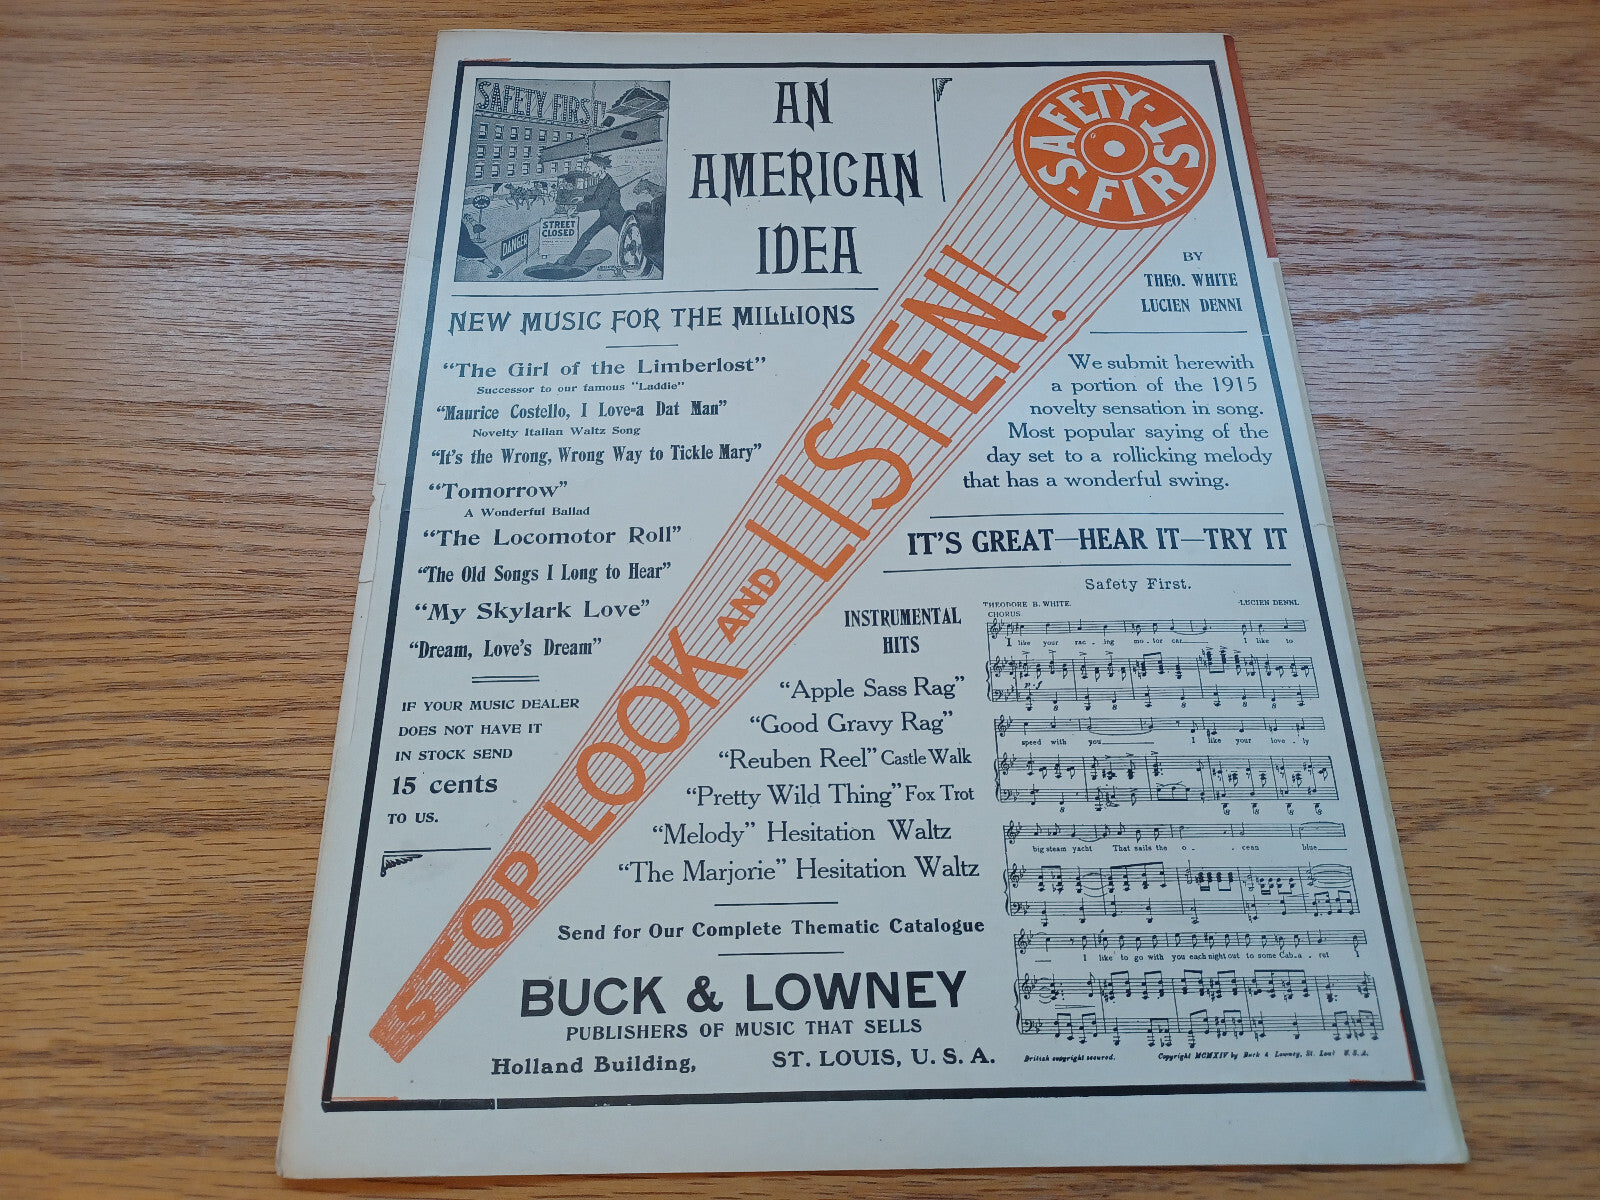 SAFETY FIRST!
STREET
CLOSED
DANGER
AN
AMERICAN
IDEA
SAFETY-FIRST-
STOP LOOK AND LISTEN!
BY
THEO. WHITE
LUCIEN DENNI
NEW MUSIC FOR THE MILLIONS
"The Girl of the Limberlost"
Successor to our famous "Laddie"
"Maurice Costello, I Love-a Dat Man"
Novelty Italian Waltz Song
"It's the Wrong, Wrong Way to Tickle Mary"
"Tomorrow"
A Wonderful Ballad
"The Locomotor Roll"
"The Old Songs I Long to Hear"
"My Skylark Love"
"Dream, Love's Dream"
IF YOUR MUSIC DEALER
DOES NOT HAVE IT
IN STOCK SEND
15 cents
TO US.
We submit herewith
a portion of the 1915
novelty sensation in song.
Most popular saying of the
day set to a rollicking melody
that has a wonderful swing.
IT'S GREAT—HEAR IT—TRY IT
INSTRUMENTAL
HITS
"Apple Sass Rag"
"Good Gravy Rag"
"Reuben Reel" Castle Walk
"Pretty Wild Thing" Fox Trot
"Melody" Hesitation Waltz
"The Marjorie" Hesitation Waltz
Send for Our Complete Thematic Catalogue
BUCK & LOWNEY
PUBLISHERS OF MUSIC THAT SELLS
Holland Building, ST. LOUIS, U. S. A.
Safety First.
THEODORE B. WHITE. LUCIEN DENNI.
CHORUS
I like your rac - ing mo - tor car I like to
speed with you I like your love - ly
big steam yacht That sails the o - cean blue
I like to go with you each night out to some Cab - a - ret I
British copyright secured. Copyright MCMXIV by Buck & Lowney, St. Loui U.S.A.